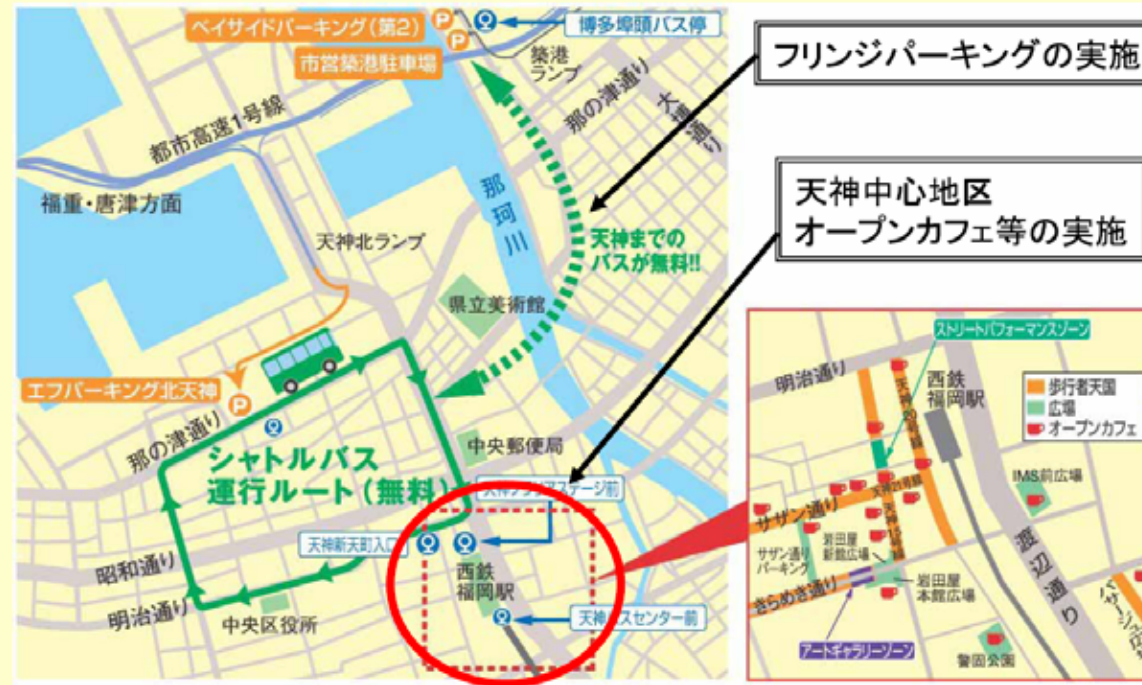 ベイサイドパーキング(第2)
博多埠頭バス停
市営築港駐車場
築港
ランプ
那の津通り
大博通り
都市高速1号線
福重・唐津方面
那珂川
天神北ランプ
天神までの
バスが無料!!
県立美術館
エフパーキング北天神
那の津通り
シャトルバス
運行ルート(無料)
中央郵便局
天神新天町入口
昭和通り
明治通り
中央区役所
西鉄
福岡駅
フリンジパーキングの実施
天神中心地区
オープンカフェ等の実施
ストリートパフォーマンスゾーン
明治通り
西鉄
福岡駅
歩行者天国
広場
オープンカフェ
IMS前広場
サザン通り
天神21号線
サザン通り
パーキング
岩田屋
新館広場
きらめき通り
岩田屋
本館広場
渡辺通り
アートギャラリーゾーン
警固公園